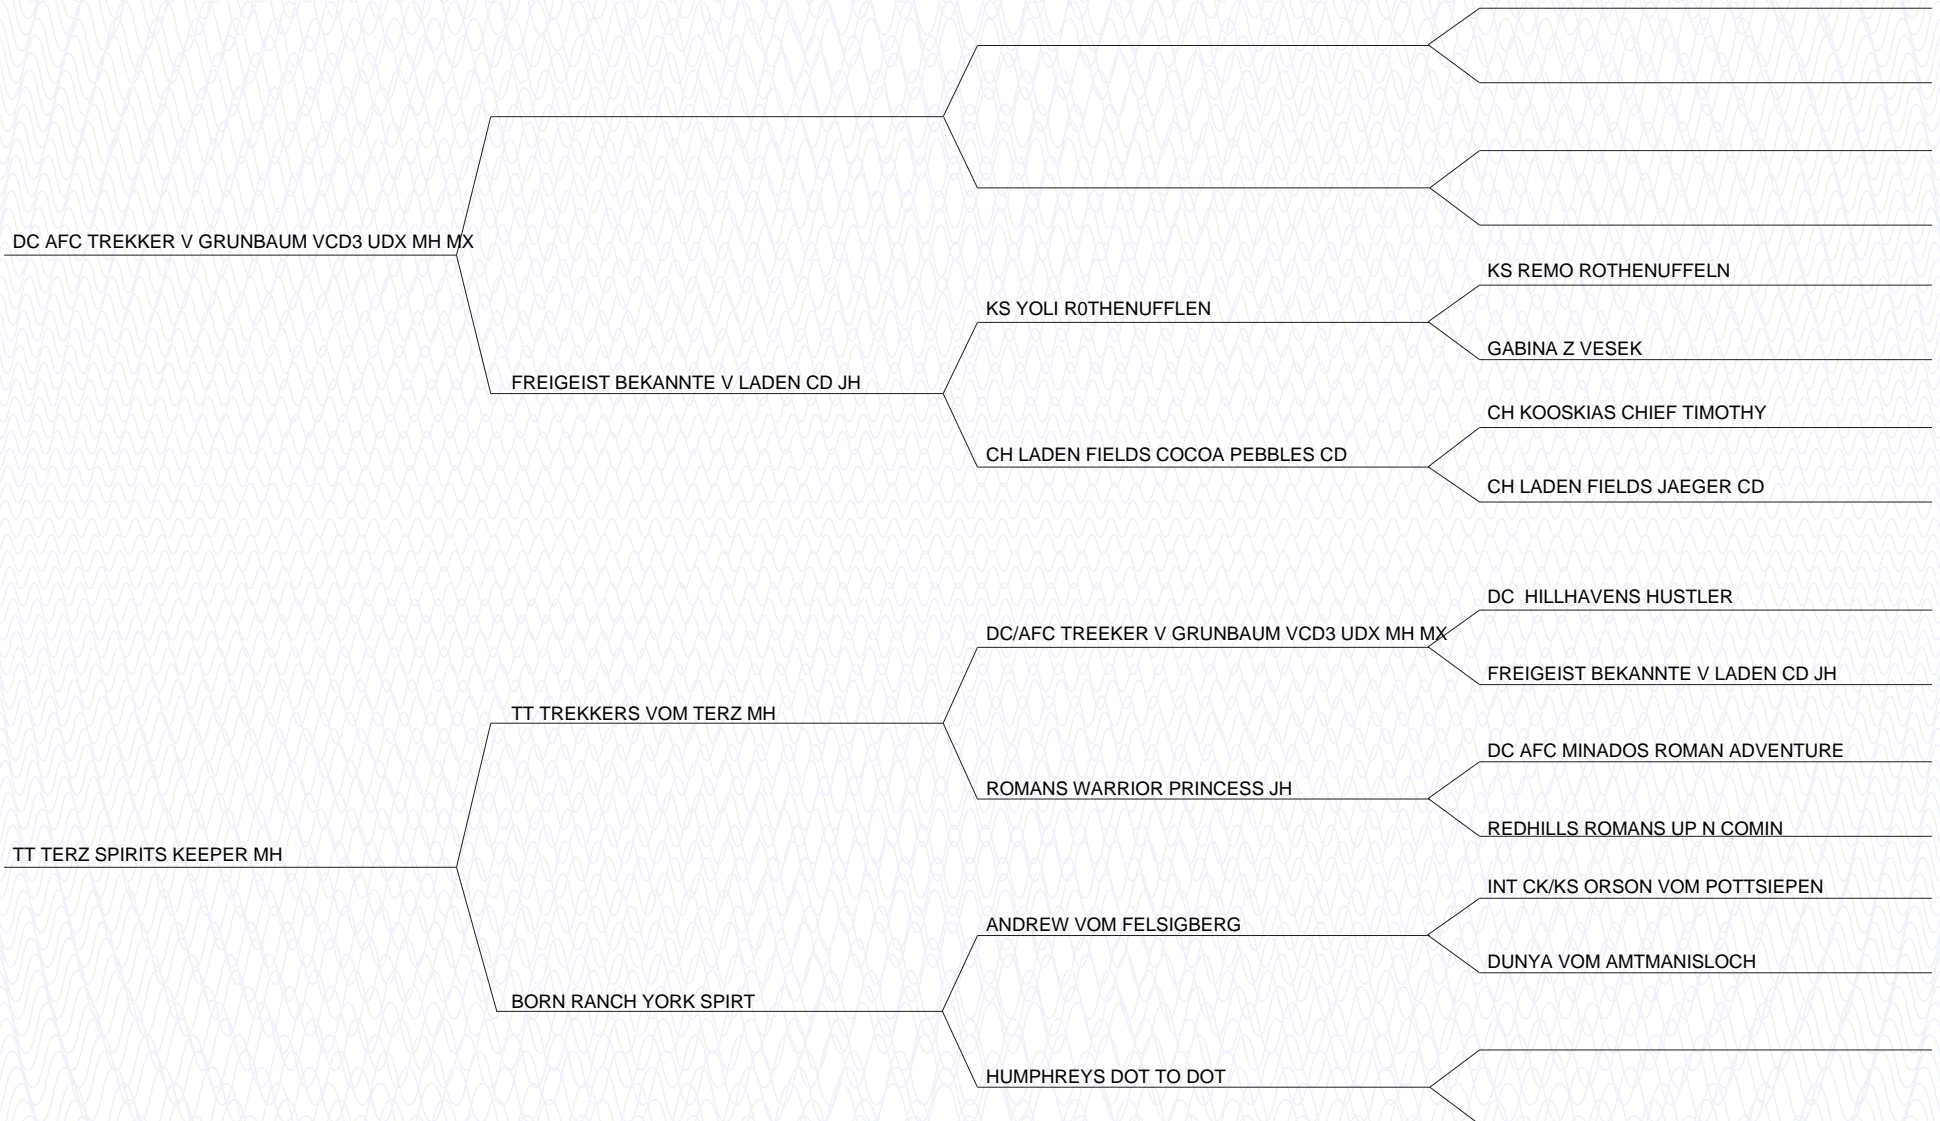 DC AFC TREKKER V GRUNBAUM VCD3 UDX MH MX
FREIGEIST BEKANNTE V LADEN CD JH
KS YOLI R0THENUFFLEN
KS REMO ROTHENUFFELN
GABINA Z VESEK
CH LADEN FIELDS COCOA PEBBLES CD
CH KOOSKIAS CHIEF TIMOTHY
CH LADEN FIELDS JAEGER CD
TT TERZ SPIRITS KEEPER MH
TT TREKKERS VOM TERZ MH
DC/AFC TREEKER V GRUNBAUM VCD3 UDX MH MX
DC HILLHAVENS HUSTLER
FREIGEIST BEKANNTE V LADEN CD JH
ROMANS WARRIOR PRINCESS JH
DC AFC MINADOS ROMAN ADVENTURE
REDHILLS ROMANS UP N COMIN
BORN RANCH YORK SPIRT
ANDREW VOM FELSIGBERG
INT CK/KS ORSON VOM POTTSIEPEN
DUNYA VOM AMTMANISLOCH
HUMPHREYS DOT TO DOT